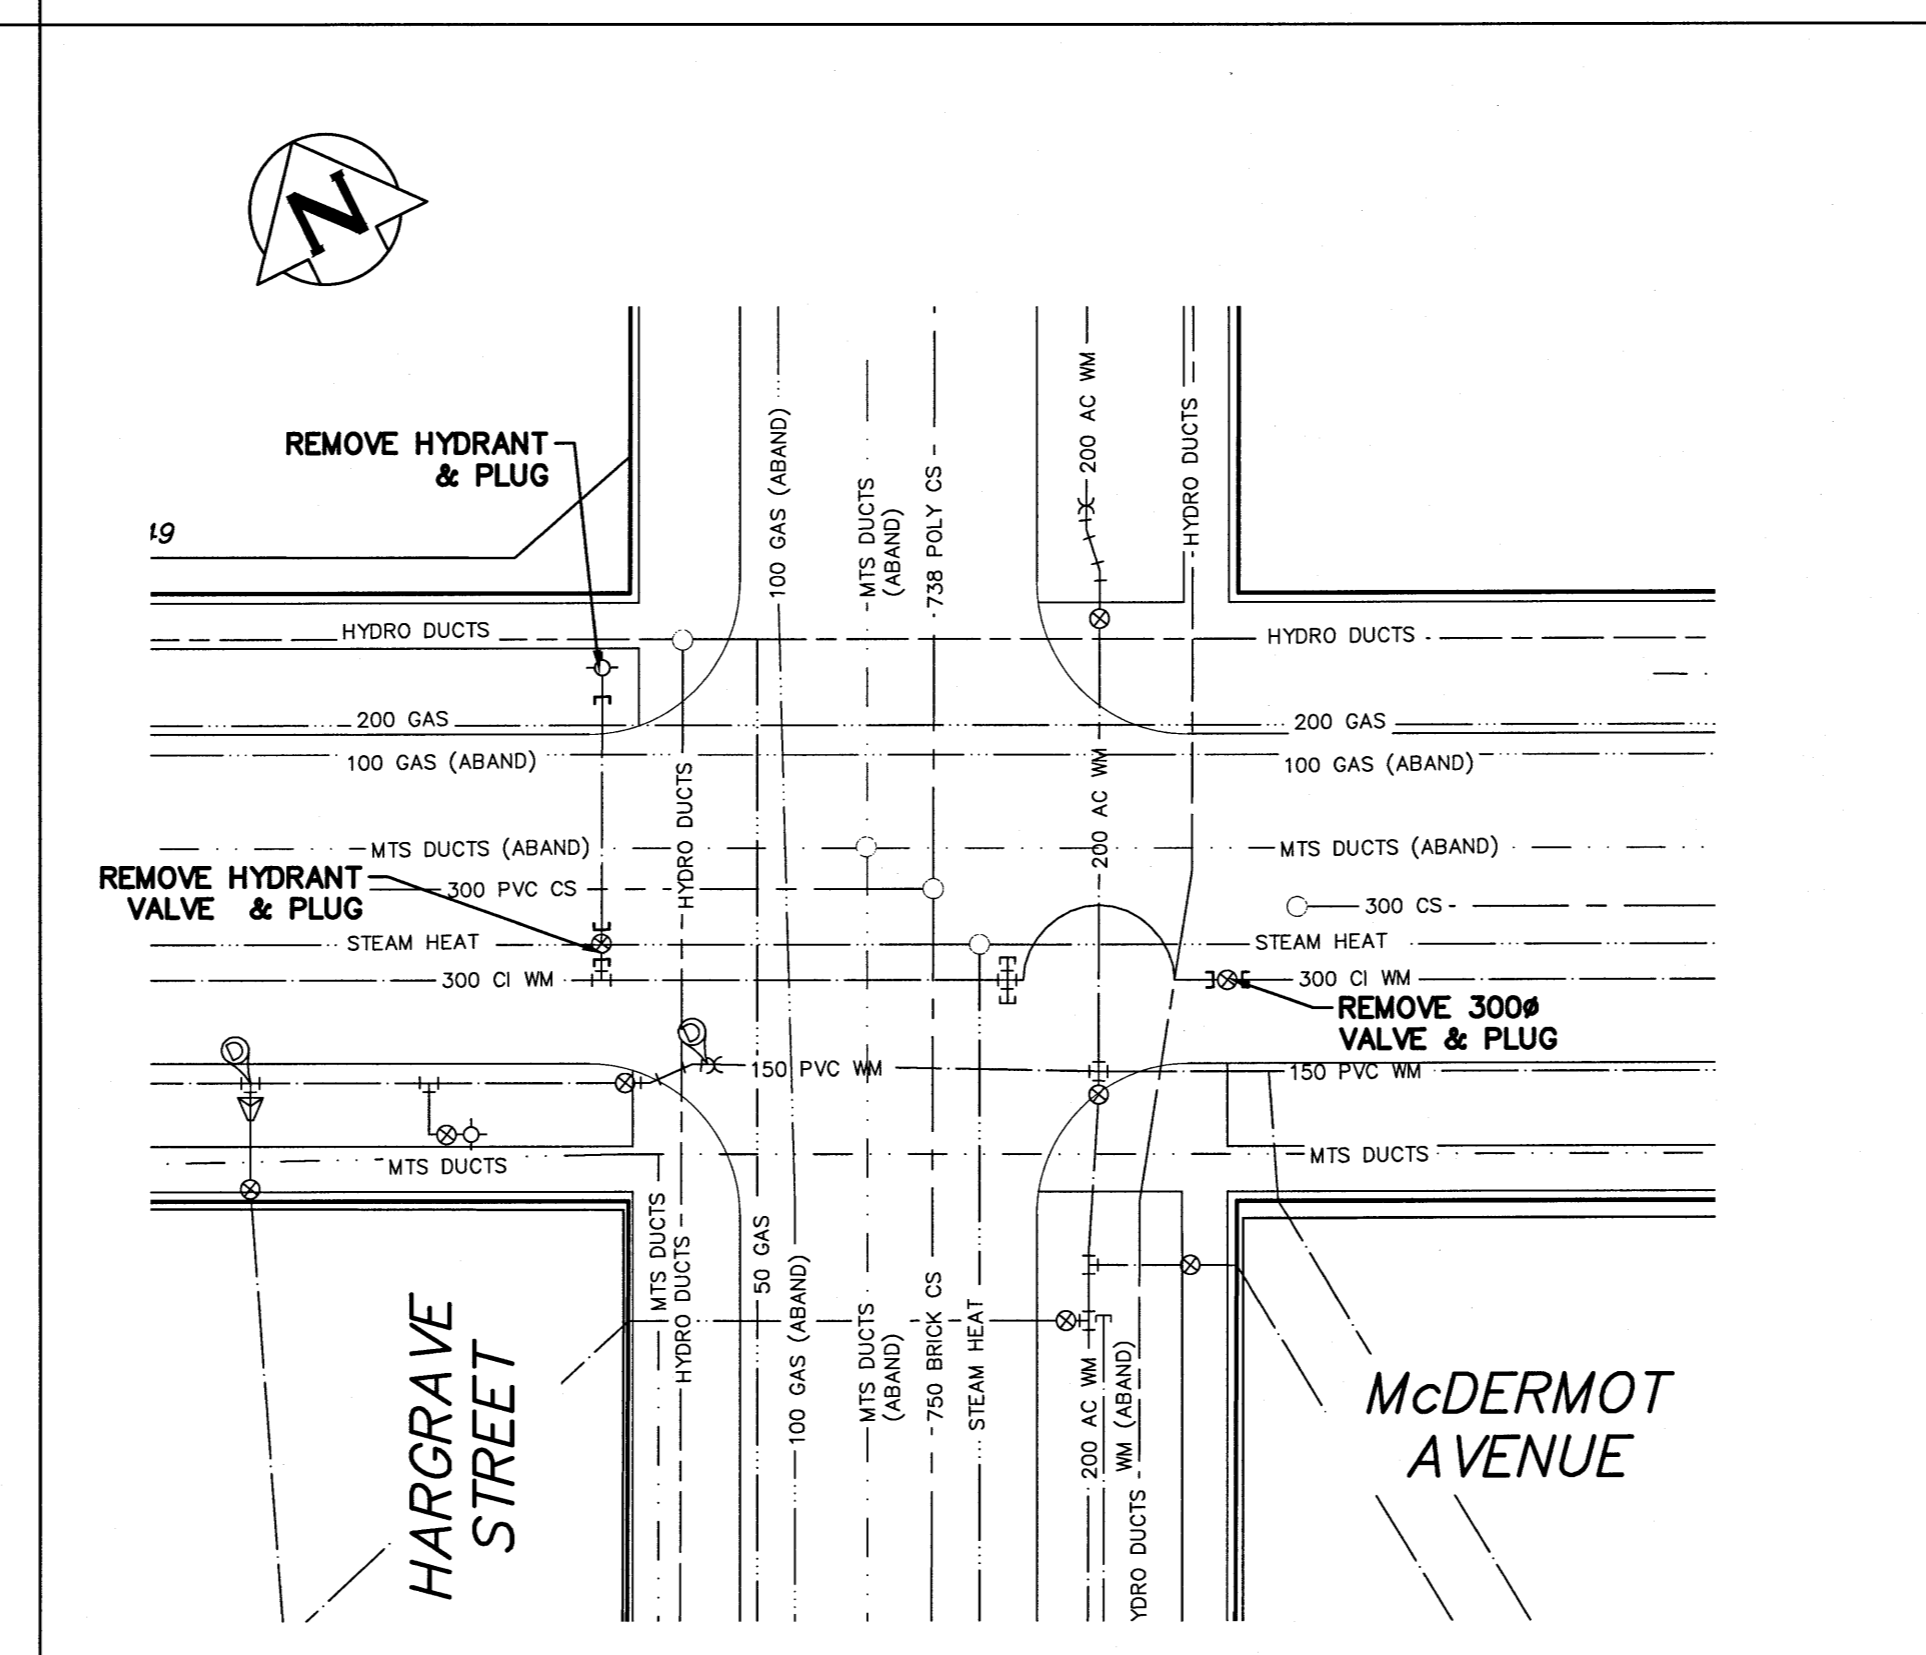 N
REMOVE HYDRANT
& PLUG
200 AC WM
HYDRO DUCTS
100 GAS (ABAND)
MTS DUCTS
(ABAND)
738 POLY CS
HYDRO DUCTS
HYDRO DUCTS
200 GAS
200 GAS
100 GAS (ABAND)
100 GAS (ABAND)
HYDRO DUCTS
200 AC WM
MTS DUCTS (ABAND)
MTS DUCTS (ABAND)
REMOVE HYDRANT
VALVE & PLUG
300 PVC CS
300 CS
STEAM HEAT
STEAM HEAT
300 CI WM
300 CI WM
REMOVE 300ø
VALVE & PLUG
D
D
150 PVC WM
150 PVC WM
MTS DUCTS
MTS DUCTS
MTS DUCTS
HYDRO DUCTS
50 GAS
100 GAS (ABAND)
MTS DUCTS
(ABAND)
750 BRICK CS
STEAM HEAT
200 AC WM
WM (ABAND)
YDRO DUCTS
HARGRAVE
STREET
McDERMOT
AVENUE